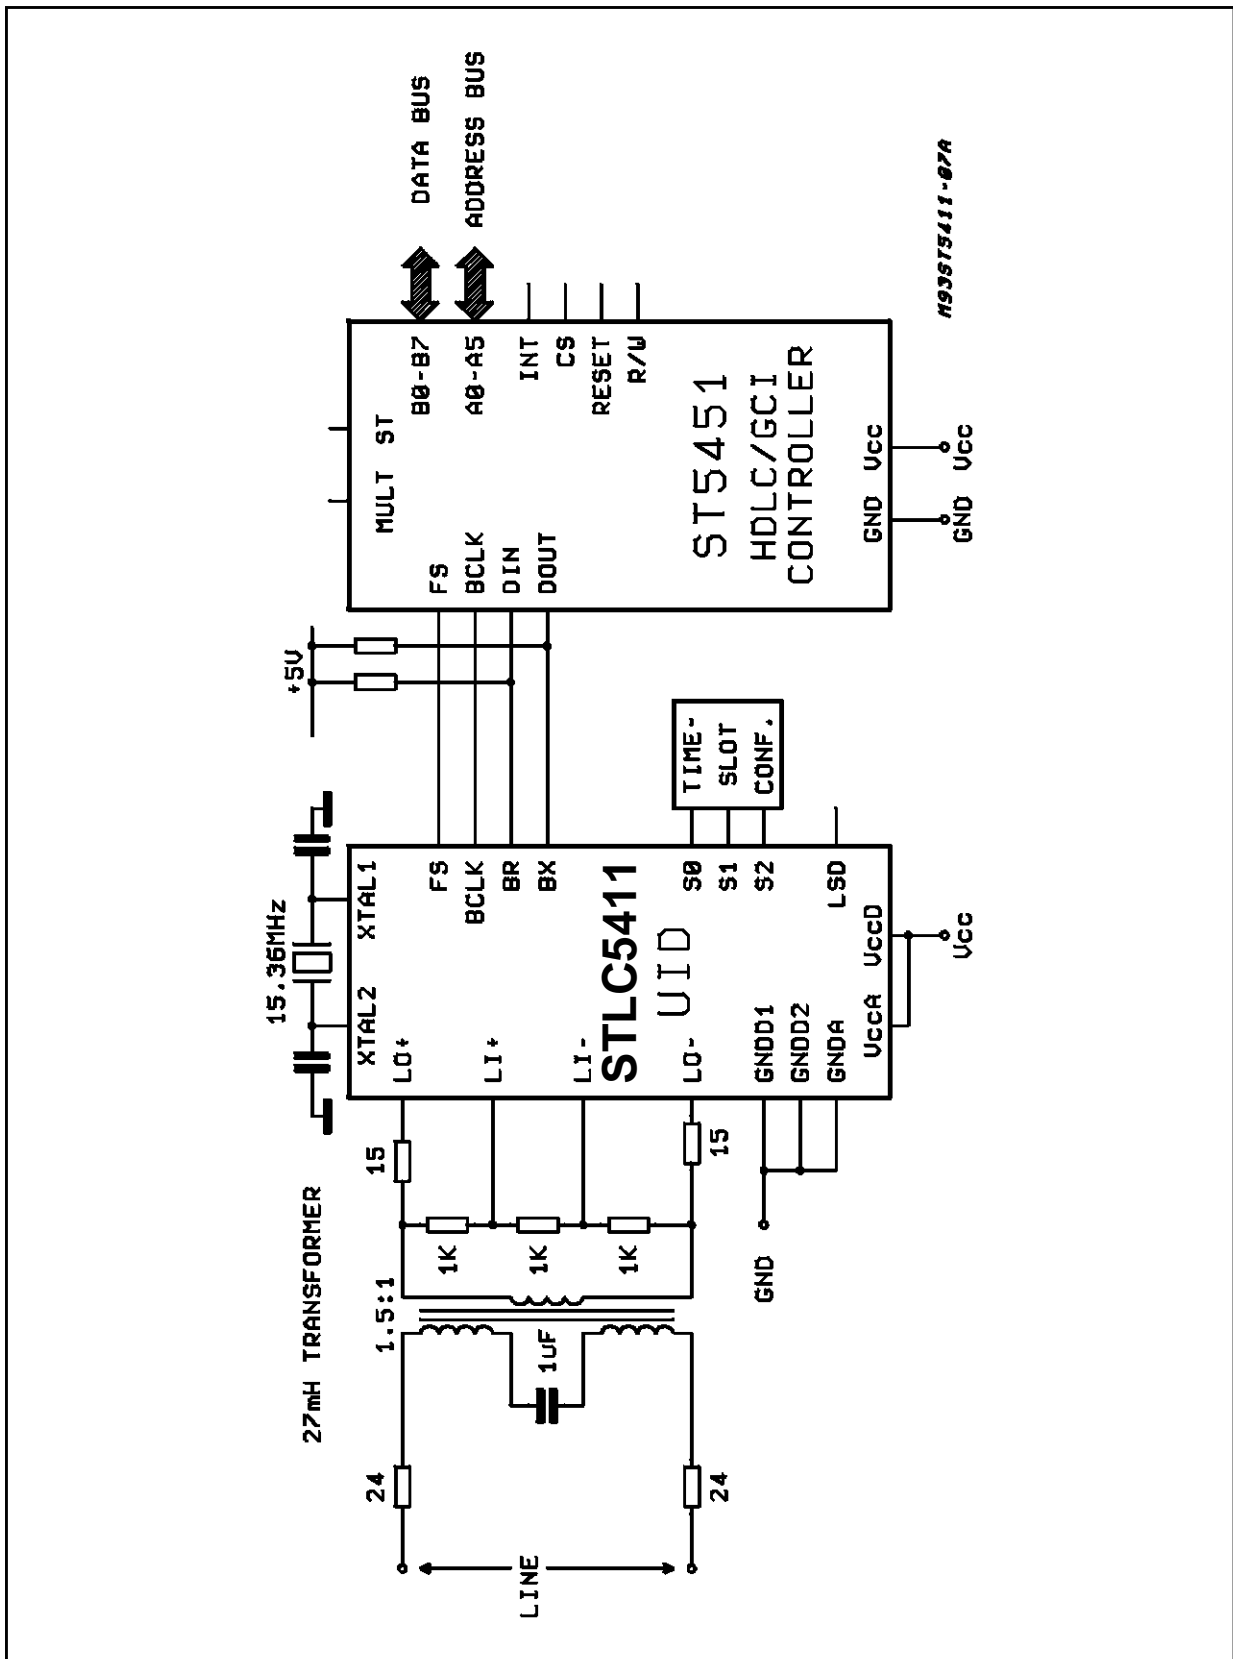 15.36MHz
+5V
27mH TRANSFORMER
1.5:1
XTAL2
XTAL1
MULT
ST
DATA BUS
ADDRESS BUS
24
15
LO+
FS
FS
B0-B7
BCLK
BCLK
A0-A5
1K
LI+
BR
DIN
INT
LINE
1uF
1K
LI-
BX
DOUT
CS
RESET
R/W
1K
STLC5411
UID
ST5451
HDLC/GCI
CONTROLLER
24
15
LO-
S0
TIME-
S1
SLOT
S2
CONF.
GND
GNDD1
GNDD2
GNDA
LSD
VccA
VccD
GND
Vcc
Vcc
GND
Vcc
M93ST5411-07A